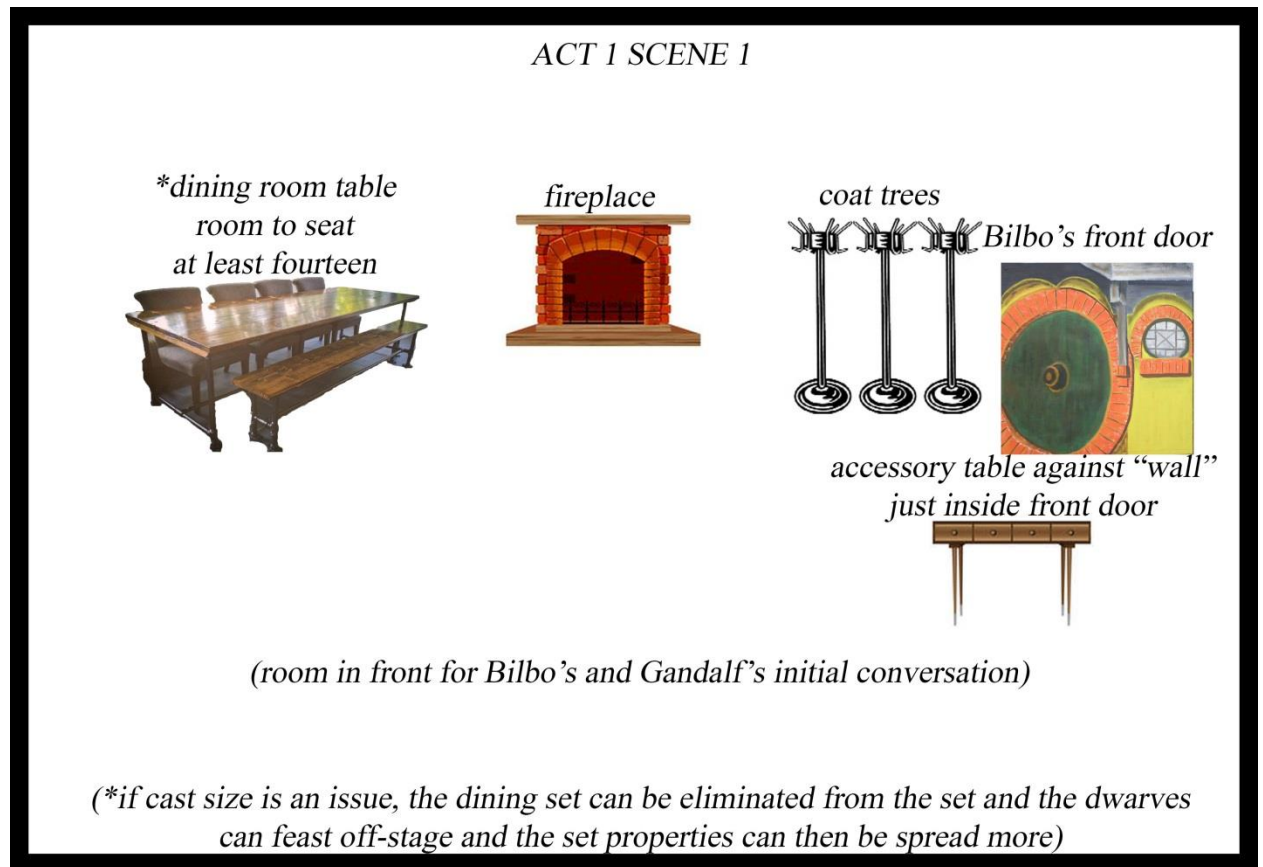 ACT 1 SCENE 1
*dining room table
room to seat
at least fourteen
fireplace
coat trees
Bilbo’s front door
accessory table against “wall”
just inside front door
(room in front for Bilbo’s and Gandalf’s initial conversation)
(*if cast size is an issue, the dining set can be eliminated from the set and the dwarves
can feast off-stage and the set properties can then be spread more)